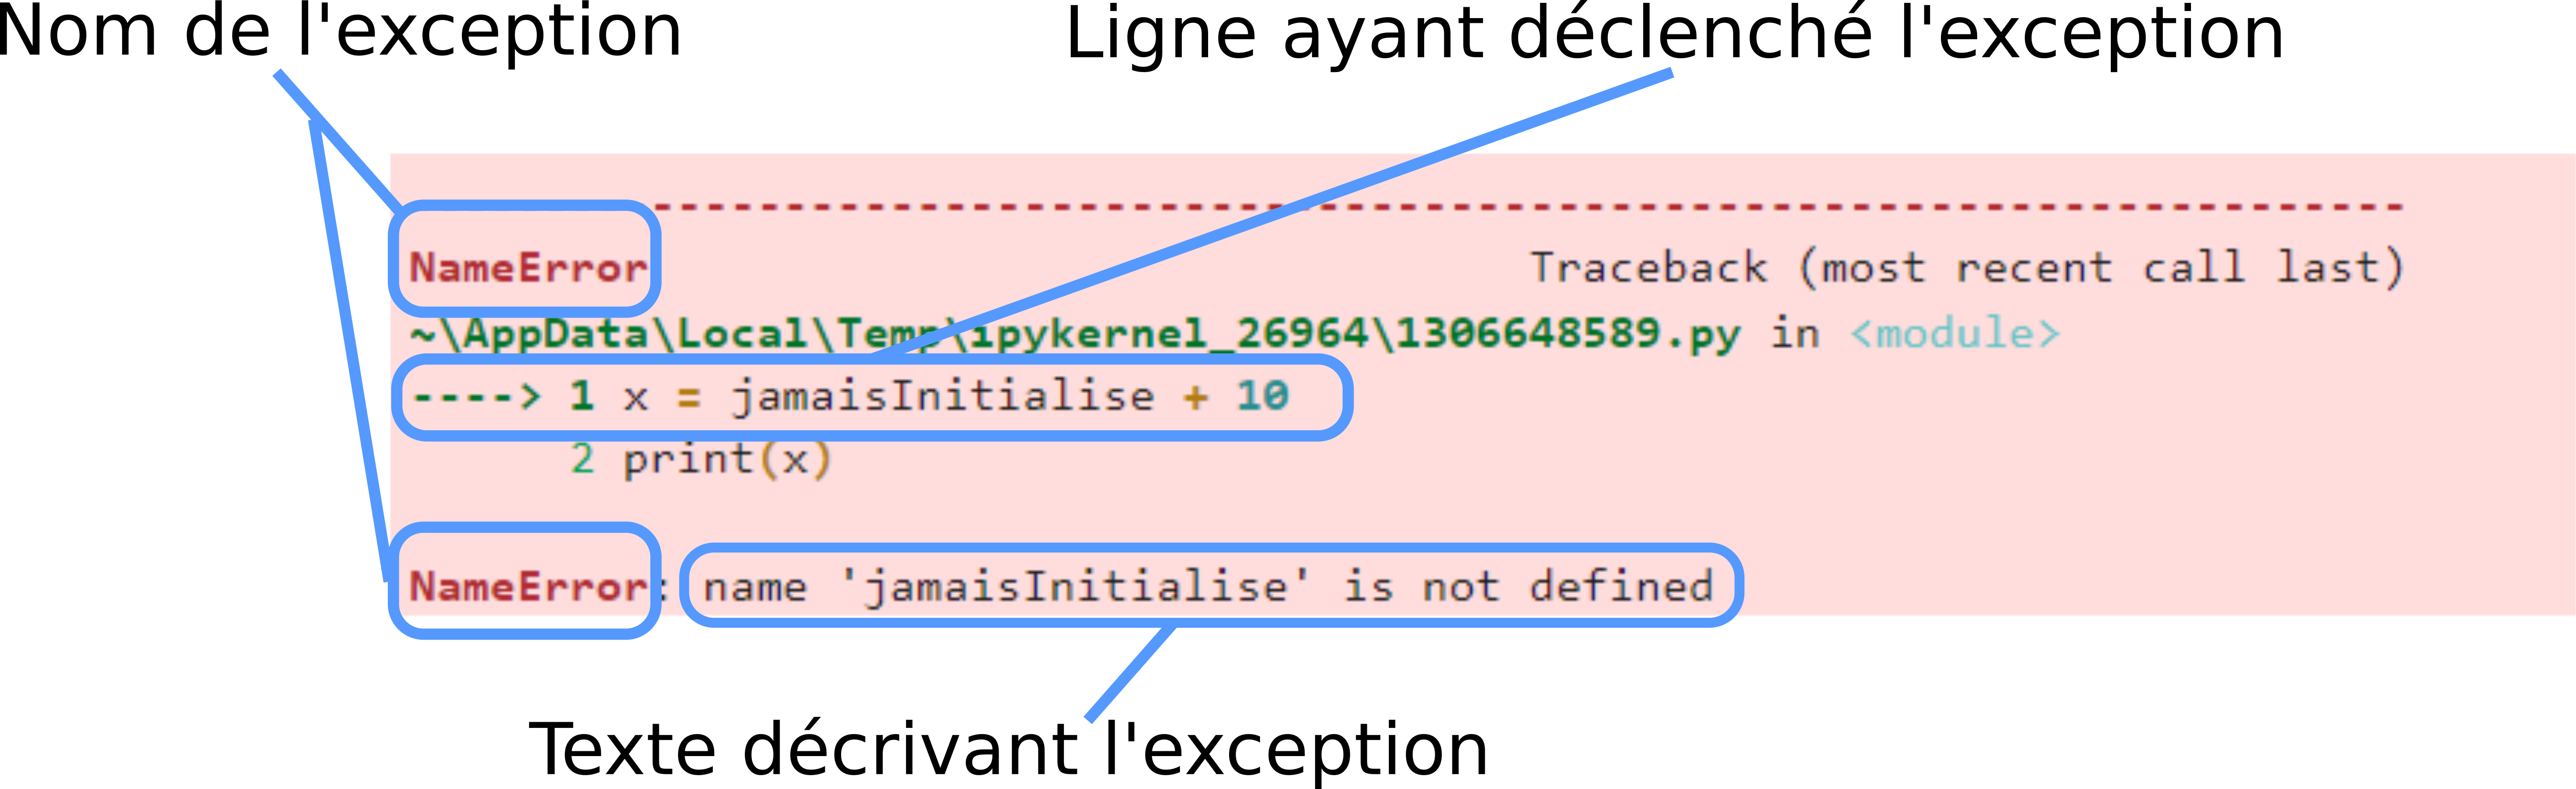 Nom de l'exception
Ligne ayant déclenché l'exception
---------------------------------------------------------------------------
NameError Traceback (most recent call last)
~\AppData\Local\Temp\ipykernel_26964\1306648589.py in <module>
----> 1 x = jamaisInitialise + 10
2 print(x)
NameError: name 'jamaisInitialise' is not defined
Texte décrivant l'exception